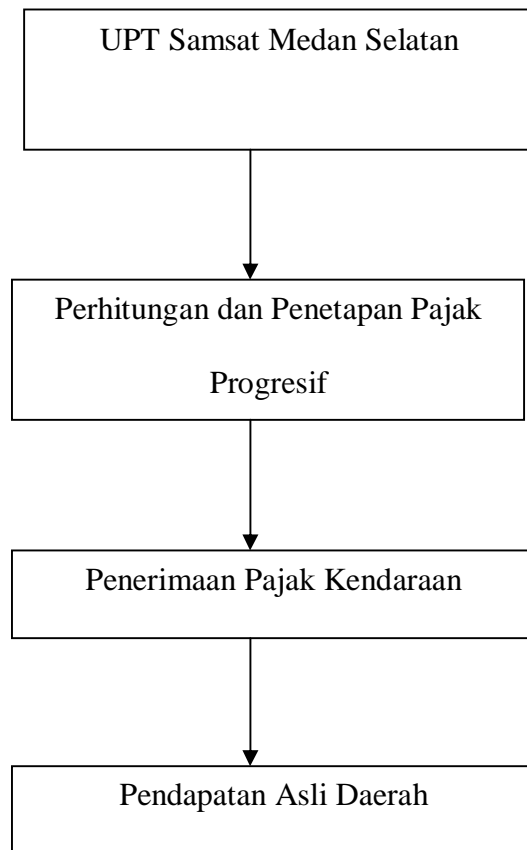 UPT Samsat Medan Selatan
Perhitungan dan Penetapan Pajak
Progresif
Penerimaan Pajak Kendaraan
Pendapatan Asli Daerah